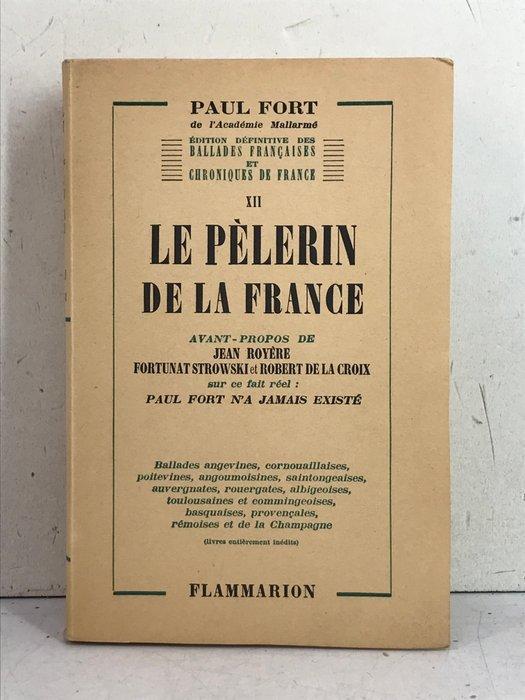 PAUL FORT
de l'Académie Mallarmé
ÉDITION DÉFINITIVE DES
BALLADES FRANÇAISES
ET
CHRONIQUES DE FRANCE
XII
LE PÈLERIN
DE LA FRANCE
AVANT-PROPOS DE
JEAN ROYÈRE
FORTUNAT STROWSKI et ROBERT DE LA CROIX
sur ce fait réel :
PAUL FORT N'A JAMAIS EXISTÉ
Ballades angevines, cornouaillaises,
poitevines, angoumoisines, saintongeaises,
auvergnates, rouergates, albigeoises,
toulousaines et commingeoises,
basquaises, provençales,
rémoises et de la Champagne
(livres entièrement inédits)
FLAMMARION